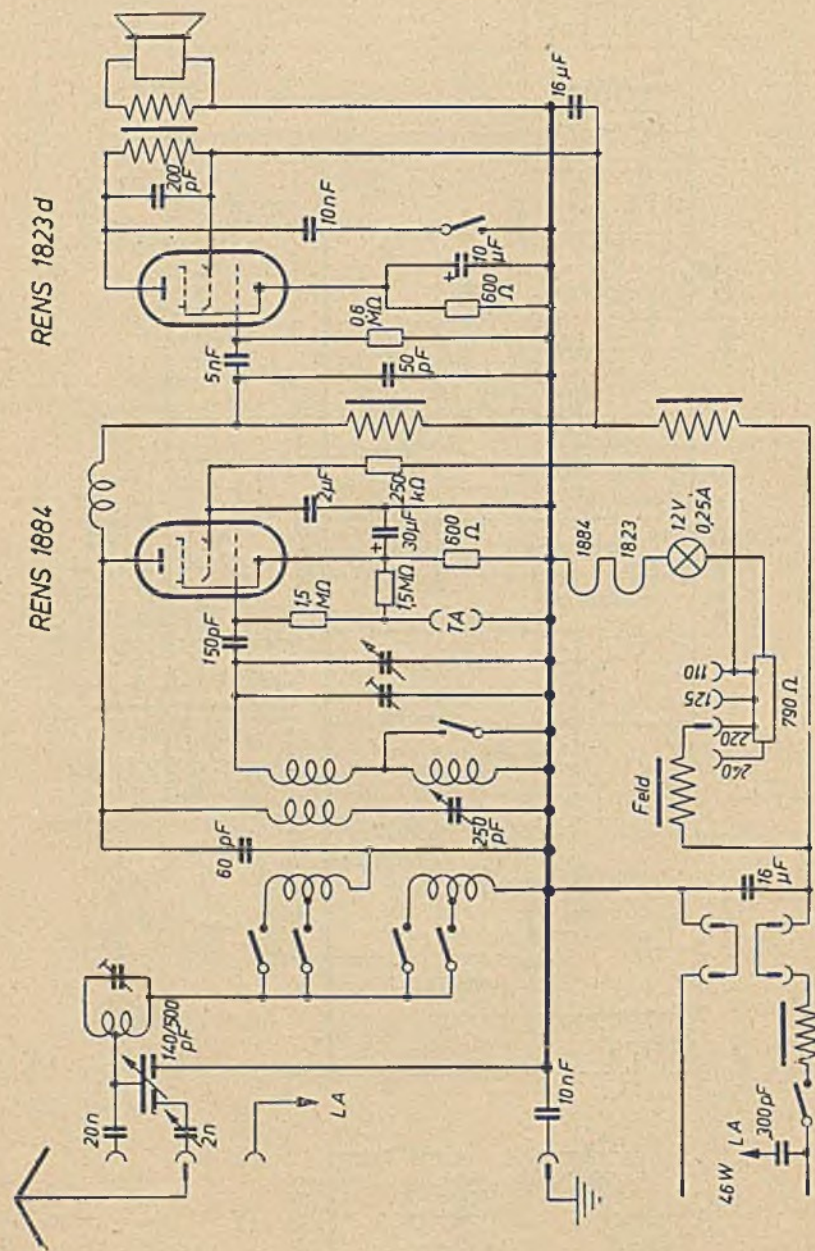 RENS 1823d
RENS 1884
200
pF
10nF
10
µF
600
Ω
16µF
0,6
MΩ
5nF
50
pF
2µF
250
kΩ
30µF
600
Ω
150pF
1,5
MΩ
1,5MΩ
TA
1884
1823
12V
0,25A
110
125
220
240
790 Ω
Feld
60 pF
250
pF
16
µF
140/500
pF
20n
2n
LA
10nF
LA
300pF
46W